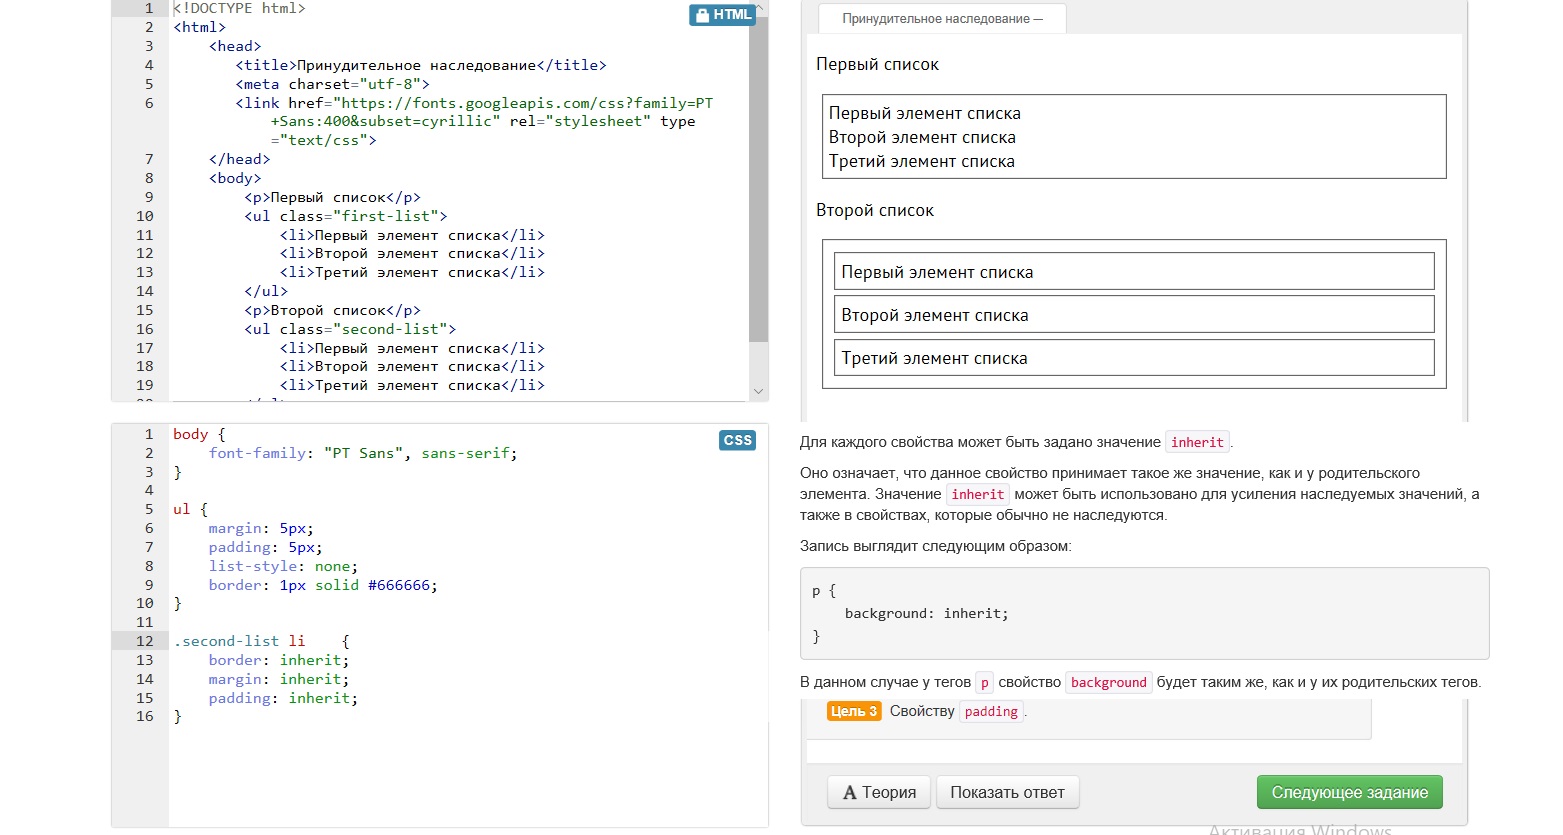 1 <!DOCTYPE html>
2 <html>
3 <head>
4 <title>Принудительное наследование</title>
5 <meta charset="utf-8">
6 <link href="https://fonts.googleapis.com/css?family=PT
+Sans:400&subset=cyrillic" rel="stylesheet" type
="text/css">
7 </head>
8 <body>
9 <p>Первый список</p>
10 <ul class="first-list">
11 <li>Первый элемент списка</li>
12 <li>Второй элемент списка</li>
13 <li>Третий элемент списка</li>
14 </ul>
15 <p>Второй список</p>
16 <ul class="second-list">
17 <li>Первый элемент списка</li>
18 <li>Второй элемент списка</li>
19 <li>Третий элемент списка</li>
HTML
1 body {
2 font-family: "PT Sans", sans-serif;
3 }
4
5 ul {
6 margin: 5px;
7 padding: 5px;
8 list-style: none;
9 border: 1px solid #666666;
10 }
11
12 .second-list li {
13 border: inherit;
14 margin: inherit;
15 padding: inherit;
16 }
CSS
Принудительное наследование —
Первый список
Первый элемент списка
Второй элемент списка
Третий элемент списка
Второй список
Первый элемент списка
Второй элемент списка
Третий элемент списка
Для каждого свойства может быть задано значение inherit.
Оно означает, что данное свойство принимает такое же значение, как и у родительского
элемента. Значение inherit может быть использовано для усиления наследуемых значений, а
также в свойствах, которые обычно не наследуются.
Запись выглядит следующим образом:
p {
background: inherit;
}
В данном случае у тегов p свойство background будет таким же, как и у их родительских тегов.
Цель 3 Свойству padding.
A Теория Показать ответ Следующее задание
Активация Windows